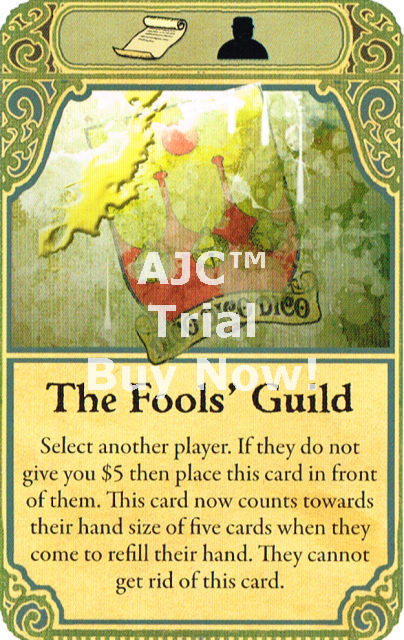 AJC™
Trial
Buy Now!
DICO
The Fools’ Guild
Select another player. If they do not
give you $5 then place this card in front
of them. This card now counts towards
their hand size of five cards when they
come to refill their hand. They cannot
get rid of this card.